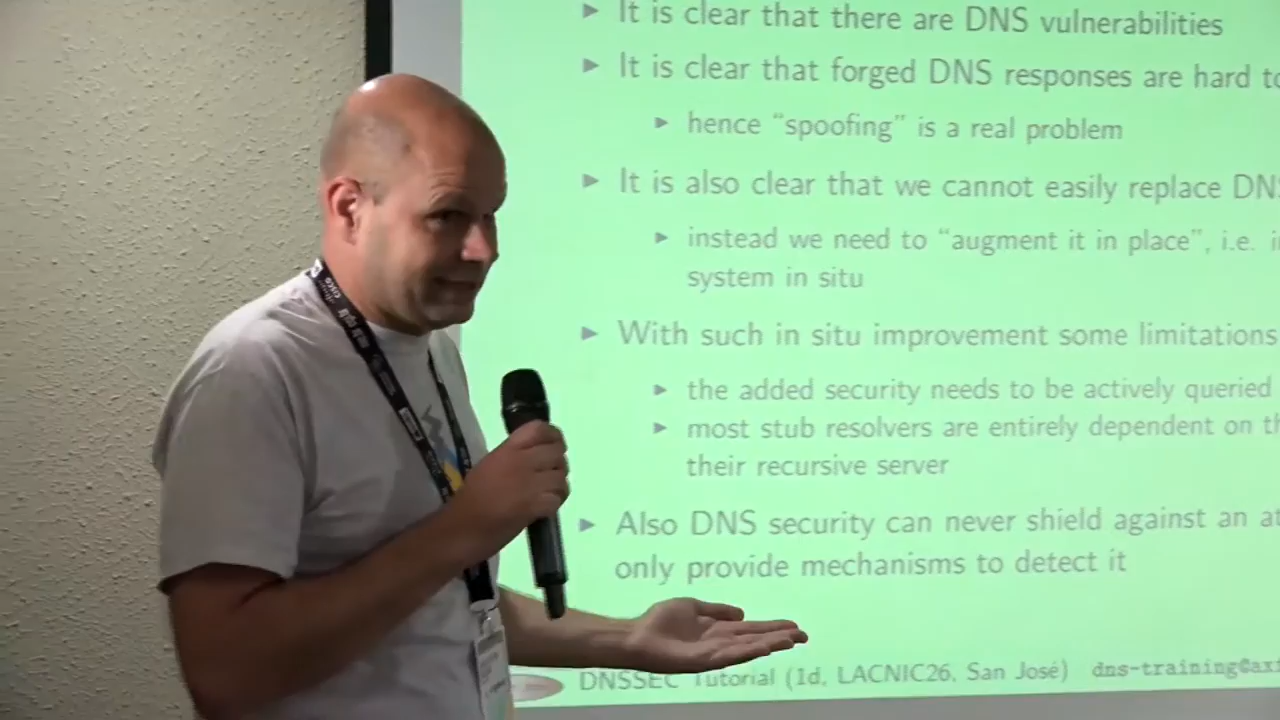 ► It is clear that there are DNS vulnerabilities
► It is clear that forged DNS responses are hard to
► hence “spoofing” is a real problem
► It is also clear that we cannot easily replace DNS
► instead we need to “augment it in place”, i.e.
system in situ
► With such in situ improvement some limitations
► the added security needs to be actively queried
► most stub resolvers are entirely dependent on
their recursive server
► Also DNS security can never shield against an
only provide mechanisms to detect it
DNSSEC Tutorial (1d, LACNIC26, San José) dns-training@ax